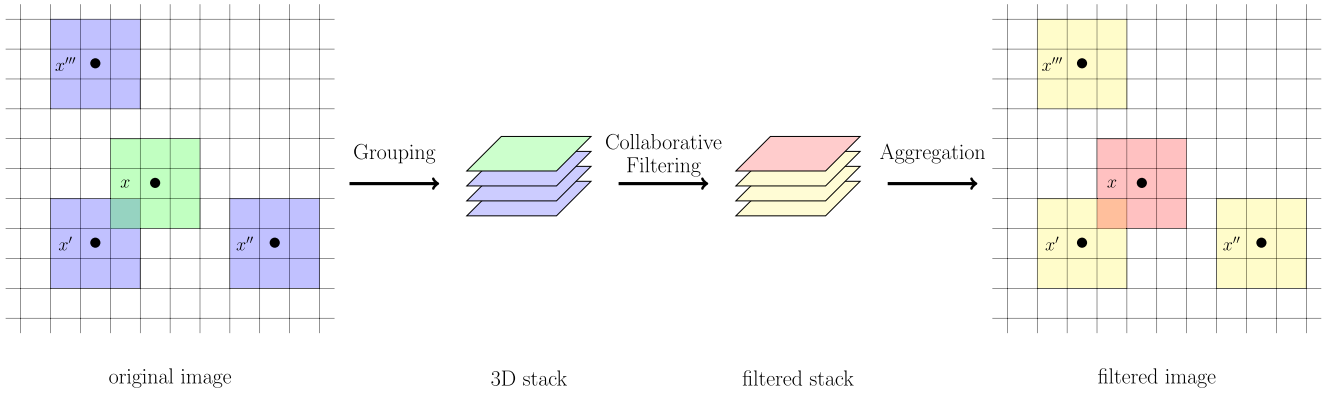 x‴
x
x′
x″
Grouping
Collaborative
Filtering
Aggregation
x‴
x
x′
x″
original image
3D stack
filtered stack
filtered image